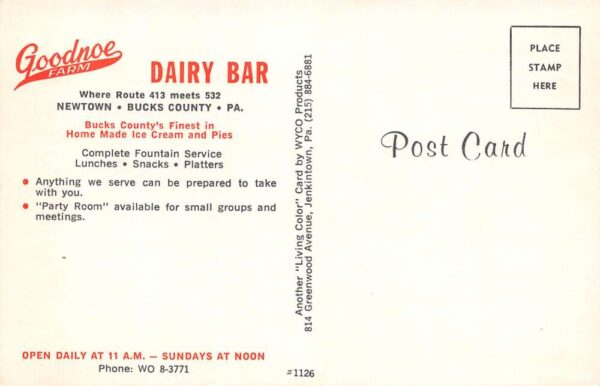 Goodnoe
FARM
DAIRY BAR
Where Route 413 meets 532
NEWTOWN • BUCKS COUNTY • PA.
Bucks County's Finest in
Home Made Ice Cream and Pies
Complete Fountain Service
Lunches • Snacks • Platters
• Anything we serve can be prepared to take
with you.
• "Party Room" available for small groups and
meetings.
OPEN DAILY AT 11 A.M. — SUNDAYS AT NOON
Phone: WO 8-3771
Another "Living Color" Card by WYCO Products
814 Greenwood Avenue, Jenkintown, Pa. (215) 884-6881
#1126
PLACE
STAMP
HERE
Post Card